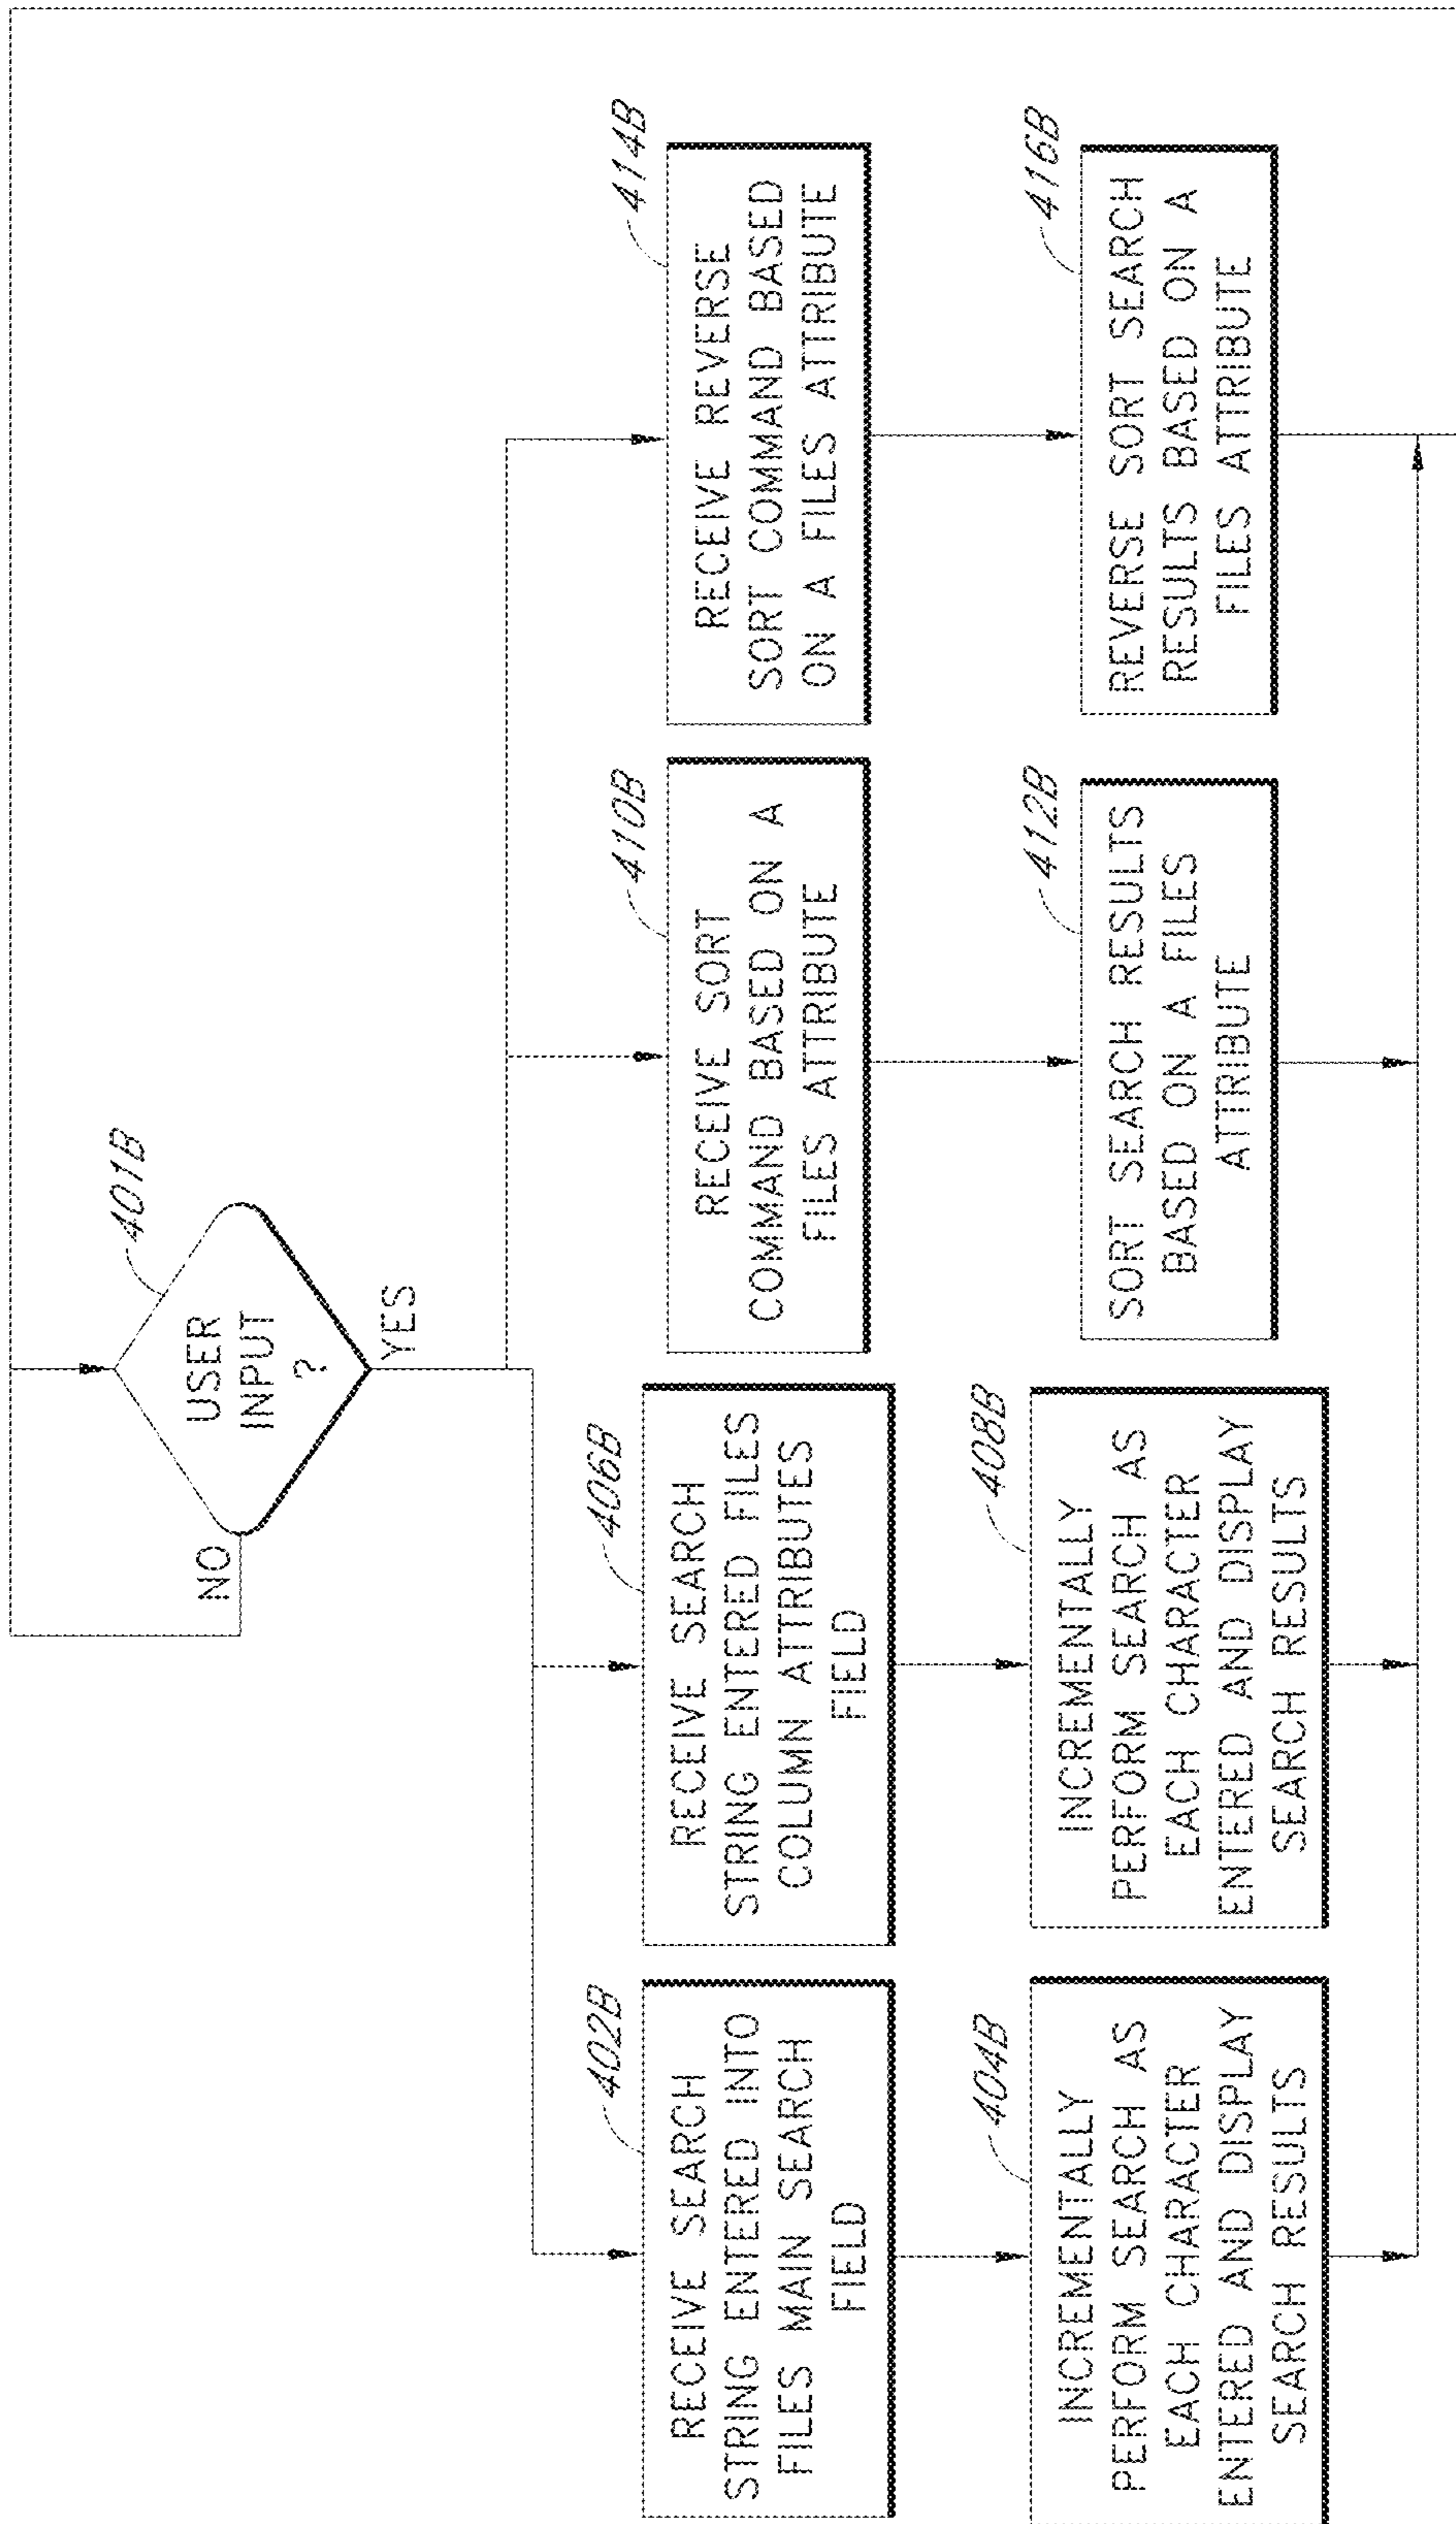 401B
USER
INPUT
?
NO
YES
402B
RECEIVE SEARCH
STRING ENTERED INTO
FILES MAIN SEARCH
FIELD
406B
RECEIVE SEARCH
STRING ENTERED FILES
COLUMN ATTRIBUTES
FIELD
410B
RECEIVE SORT
COMMAND BASED ON A
FILES ATTRIBUTE
414B
RECEIVE REVERSE
SORT COMMAND BASED
ON A FILES ATTRIBUTE
404B
INCREMENTALLY
PERFORM SEARCH AS
EACH CHARACTER
ENTERED AND DISPLAY
SEARCH RESULTS
408B
INCREMENTALLY
PERFORM SEARCH AS
EACH CHARACTER
ENTERED AND DISPLAY
SEARCH RESULTS
412B
SORT SEARCH RESULTS
BASED ON A FILES
ATTRIBUTE
416B
REVERSE SORT SEARCH
RESULTS BASED ON A
FILES ATTRIBUTE